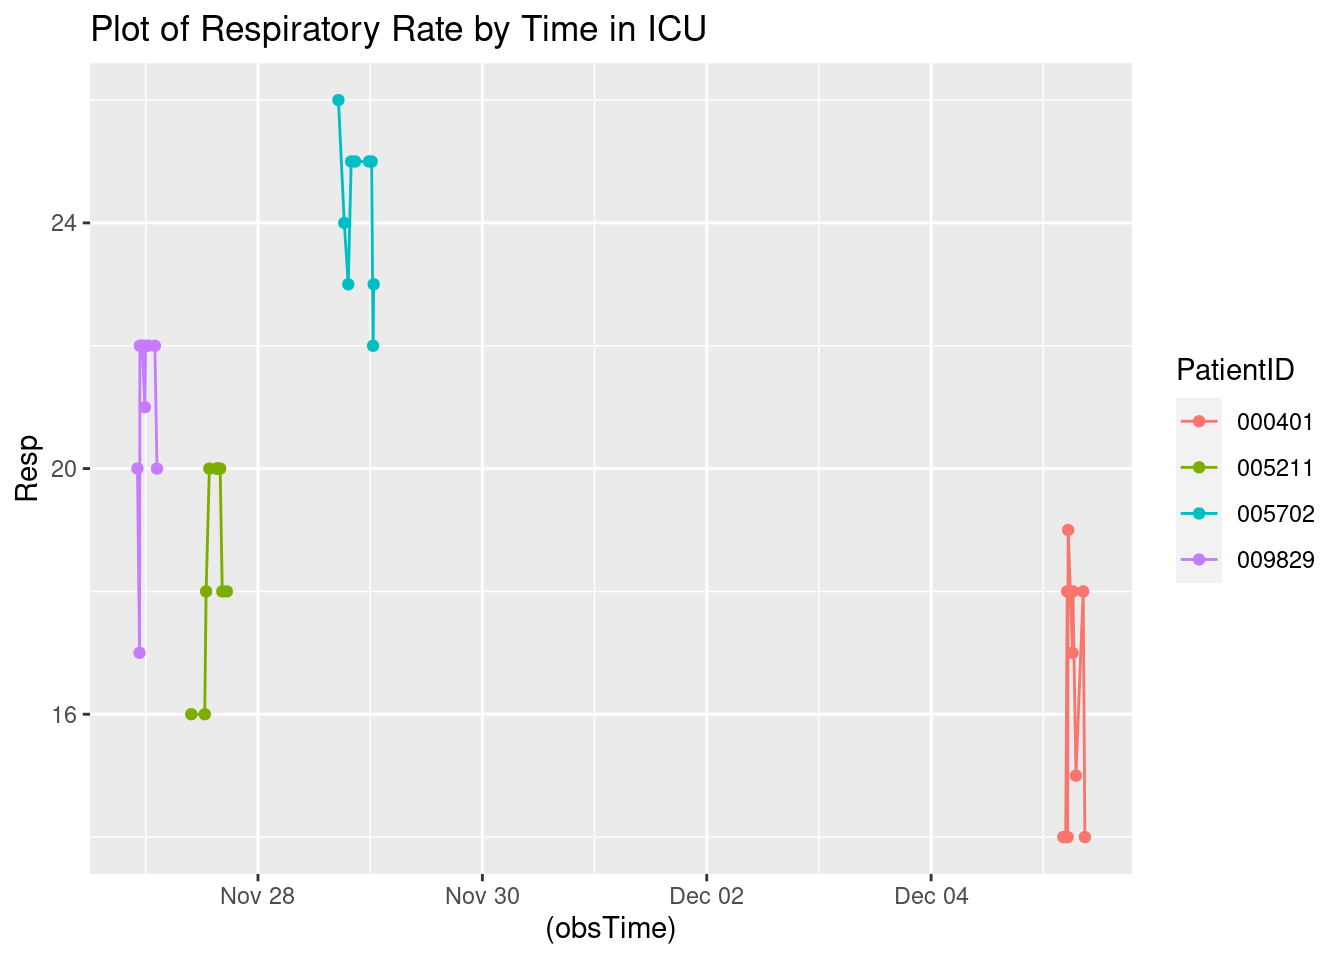 Plot of Respiratory Rate by Time in ICU
Resp
24
20
16
Nov 28
Nov 30
Dec 02
Dec 04
(obsTime)
PatientID
000401
005211
005702
009829